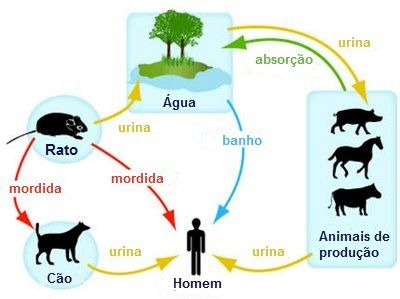 urina
absorção
Água
urina
banho
Rato
mordida
mordida
Animais de
produção
Cão
urina
Homem
urina